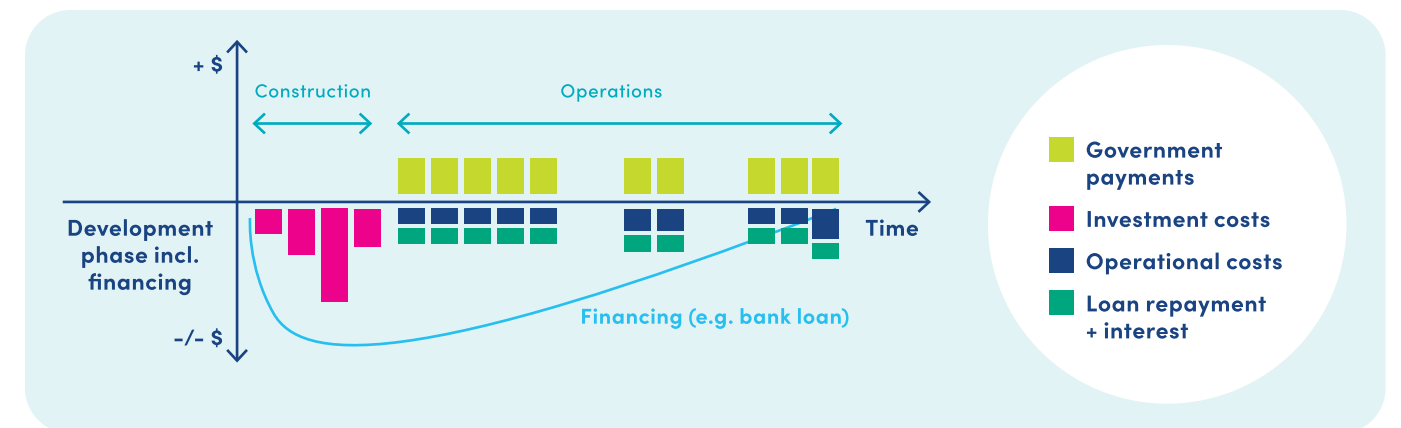 + $
Construction
Operations
Development
phase incl.
financing
Time
Financing (e.g. bank loan)
-/- $
Government
payments
Investment costs
Operational costs
Loan repayment
+ interest